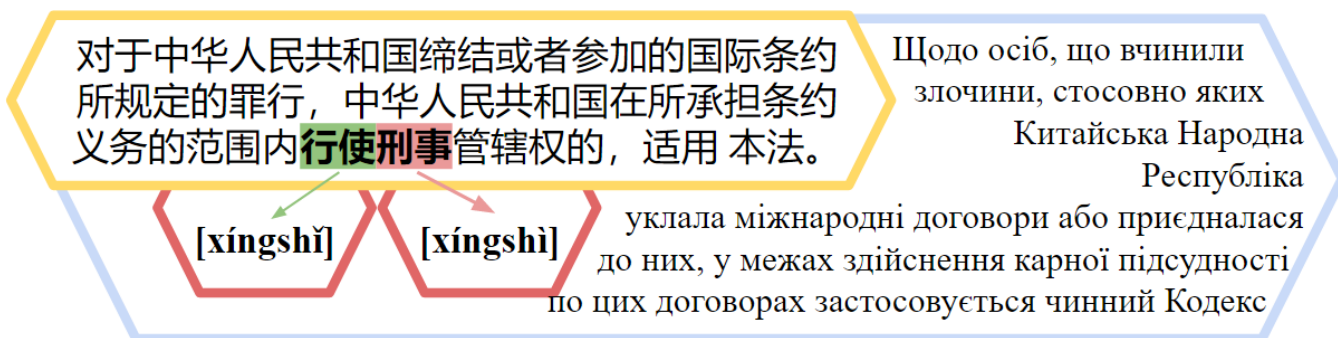 对于中华人民共和国缔结或者参加的国际条约
所规定的罪行，中华人民共和国在所承担条约
义务的范围内行使刑事管辖权的，适用 本法。
[xíngshǐ]
[xíngshì]
Щодо осіб, що вчинили
злочини, стосовно яких
Китайська Народна
Республіка
уклала міжнародні договори або приєдналася
до них, у межах здійснення карної підсудності
по цих договорах застосовується чинний Кодекс